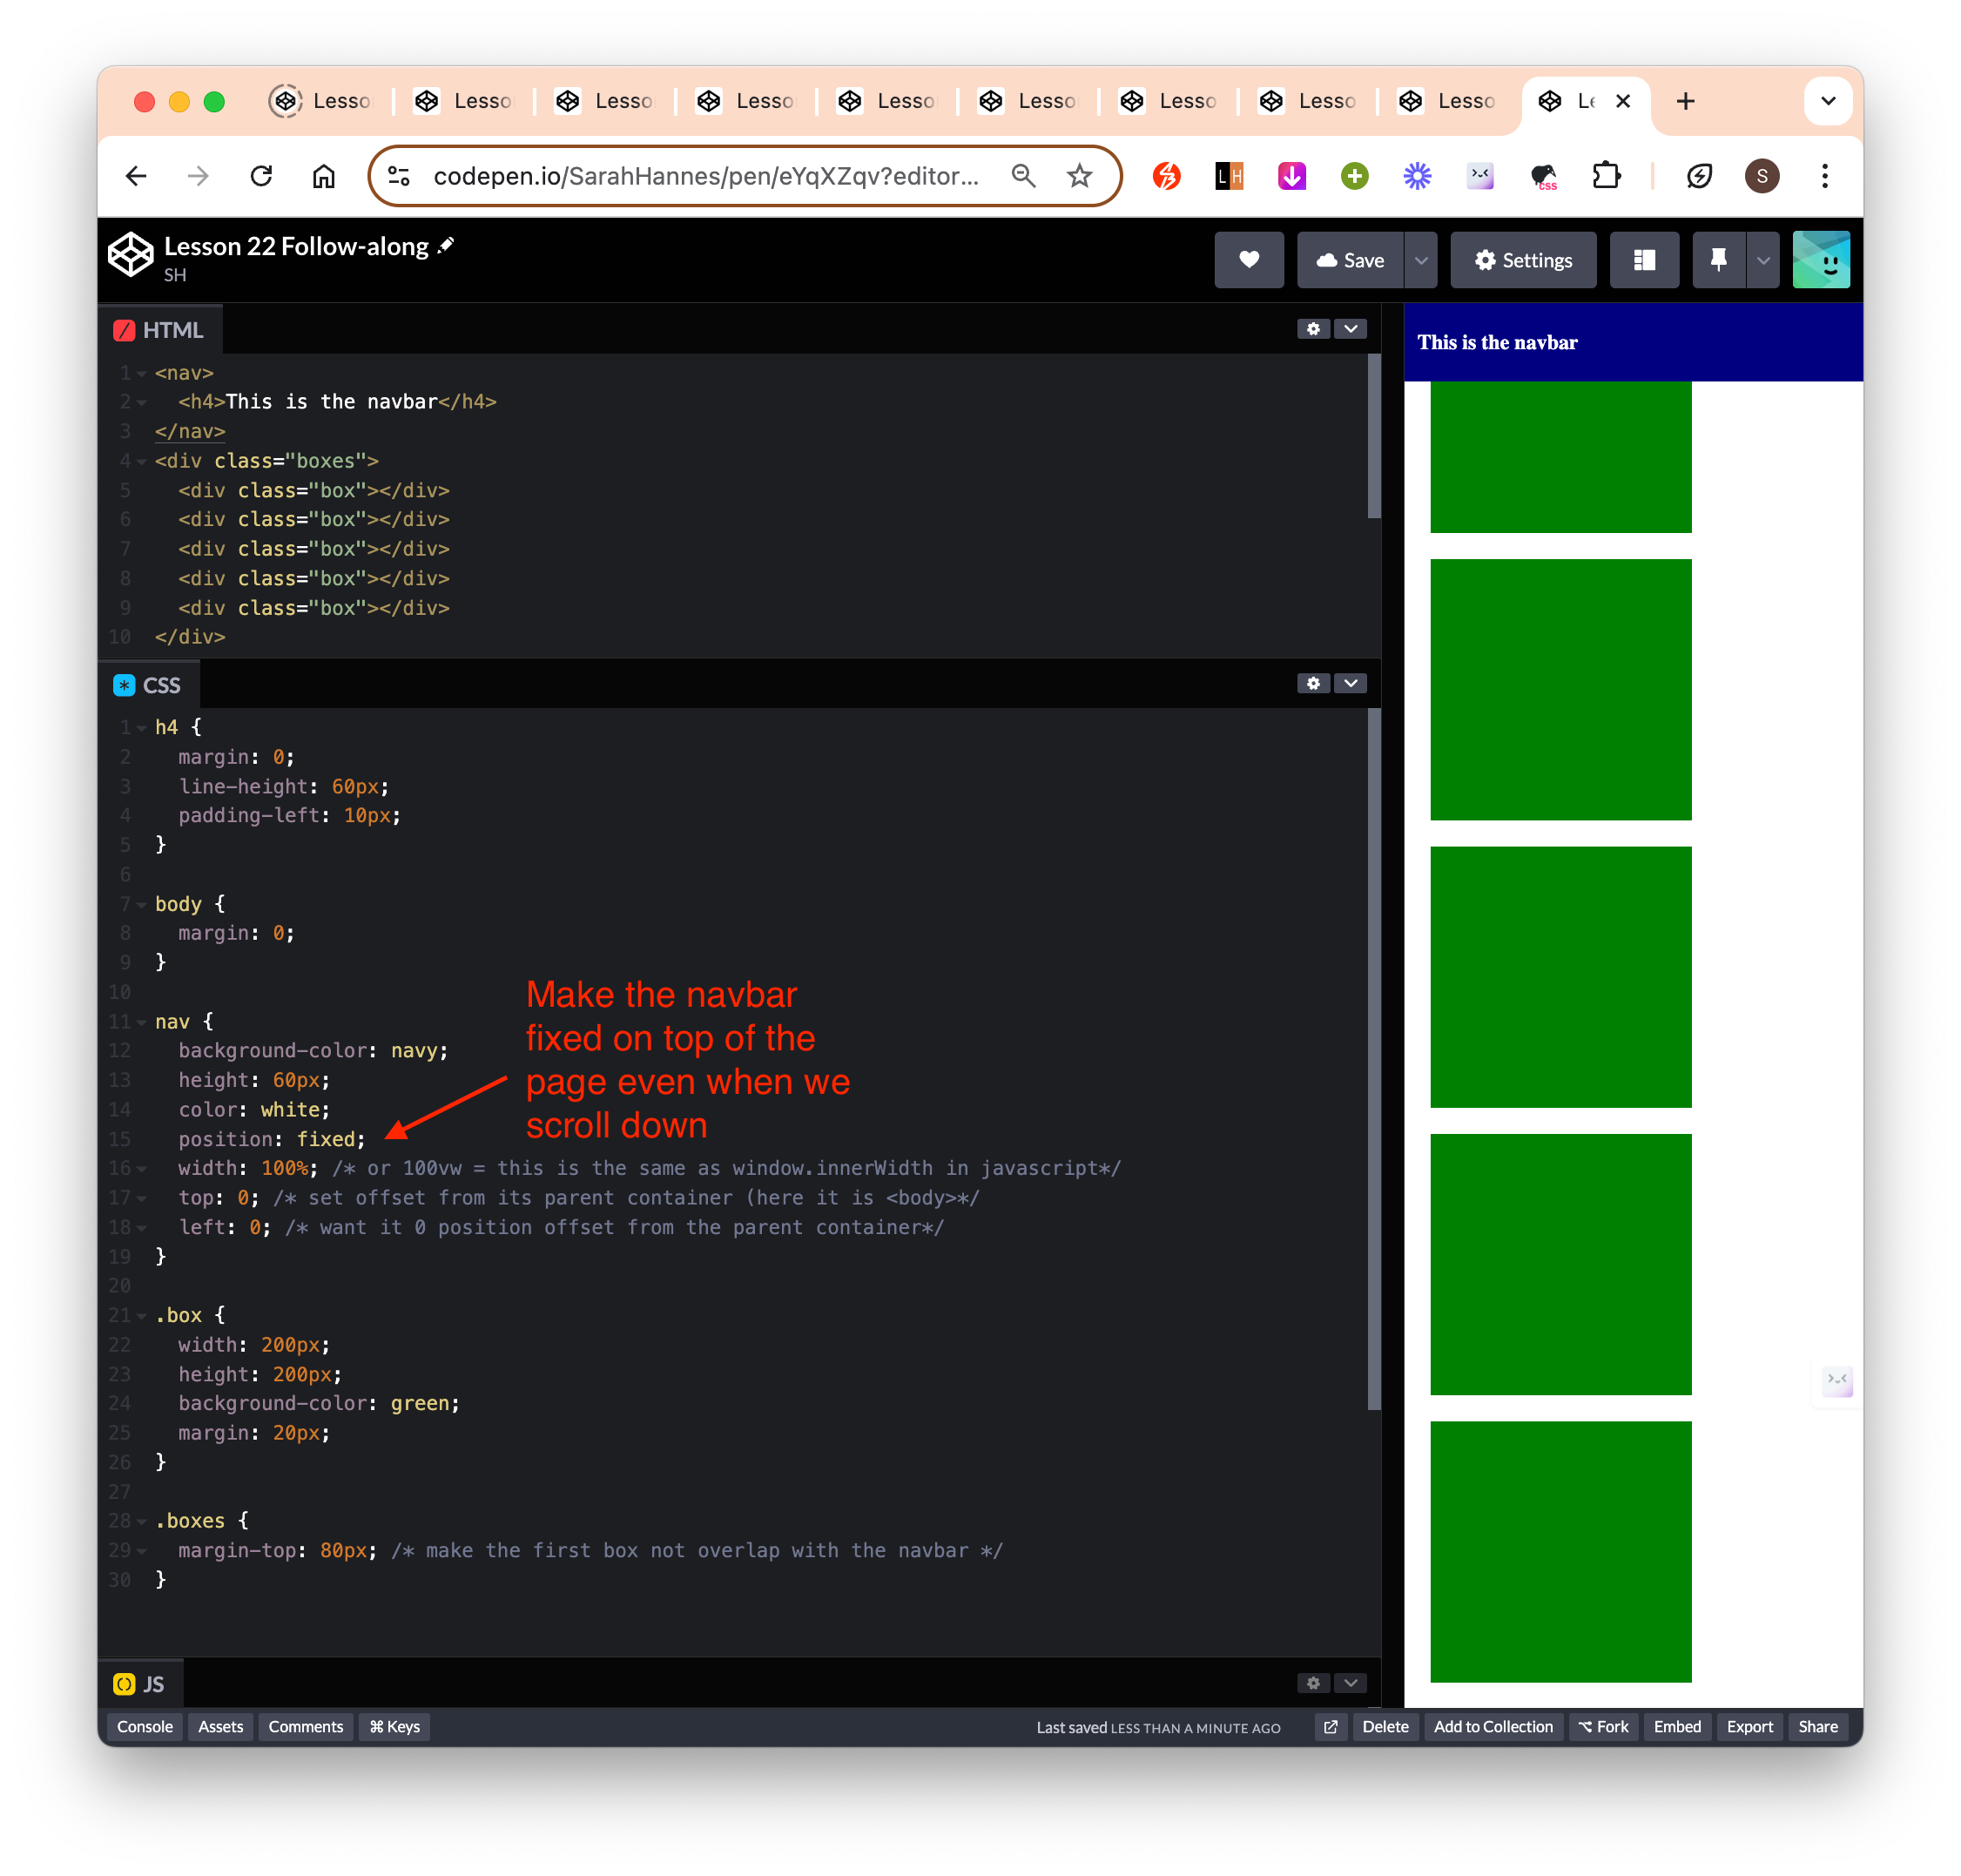 Lesso Lesso Lesso Lesso Lesso Lesso Lesso Lesso Lesso Le
codepen.io/SarahHannes/pen/eYqXZqv?editor...
LH
css
S
Lesson 22 Follow-along
SH
Save
Settings
HTML
1 <nav>
2 <h4>This is the navbar</h4>
3 </nav>
4 <div class="boxes">
5 <div class="box"></div>
6 <div class="box"></div>
7 <div class="box"></div>
8 <div class="box"></div>
9 <div class="box"></div>
10 </div>
CSS
1 h4 {
2 margin: 0;
3 line-height: 60px;
4 padding-left: 10px;
5 }
6
7 body {
8 margin: 0;
9 }
10
11 nav {
12 background-color: navy;
13 height: 60px;
14 color: white;
15 position: fixed;
16 width: 100%; /* or 100vw = this is the same as window.innerWidth in javascript*/
17 top: 0; /* set offset from its parent container (here it is <body>*/
18 left: 0; /* want it 0 position offset from the parent container*/
19 }
20
21 .box {
22 width: 200px;
23 height: 200px;
24 background-color: green;
25 margin: 20px;
26 }
27
28 .boxes {
29 margin-top: 80px; /* make the first box not overlap with the navbar */
30 }
Make the navbar
fixed on top of the
page even when we
scroll down
JS
This is the navbar
Console Assets Comments ⌘ Keys
Last saved LESS THAN A MINUTE AGO
Delete Add to Collection Fork Embed Export Share